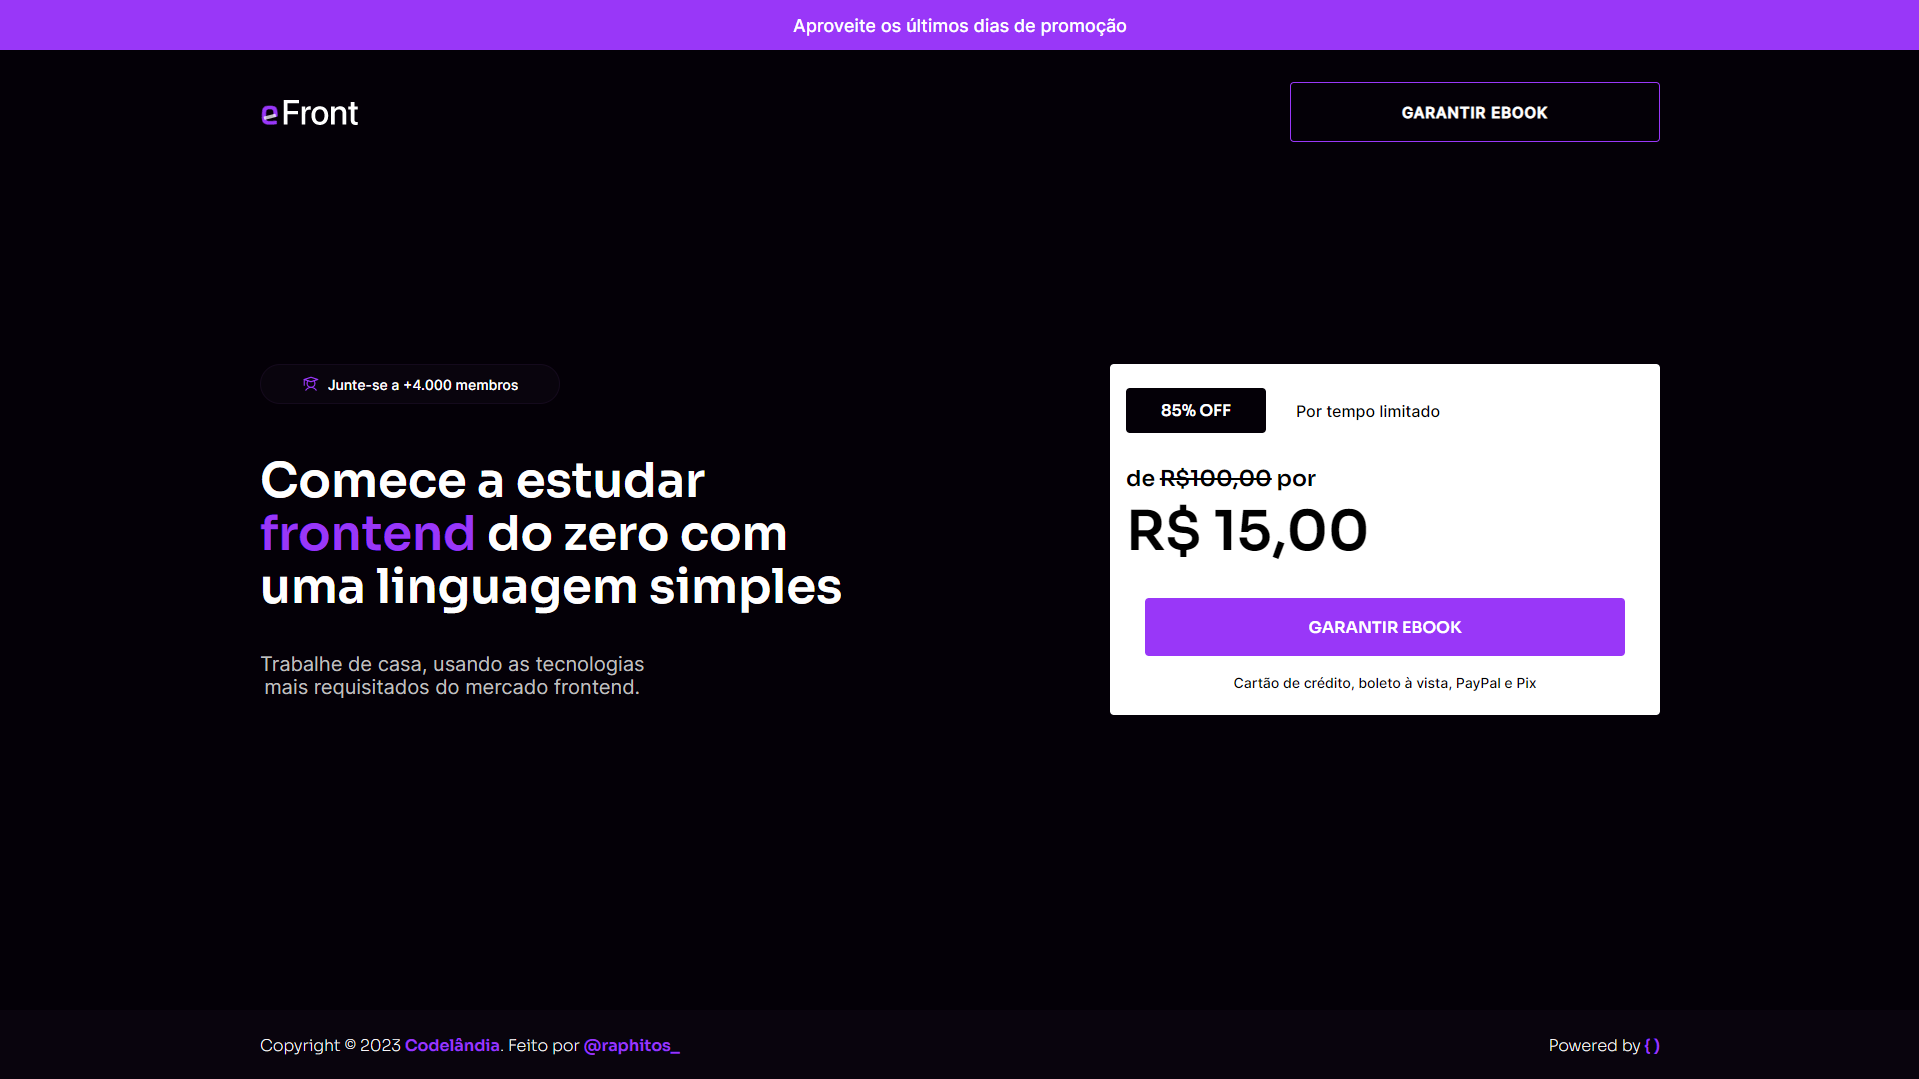 Aproveite os últimos dias de promoção
eFront
GARANTIR EBOOK
Junte-se a +4.000 membros
Comece a estudar
frontend do zero com
uma linguagem simples
Trabalhe de casa, usando as tecnologias
mais requisitados do mercado frontend.
85% OFF
Por tempo limitado
de R$100,00 por
R$ 15,00
GARANTIR EBOOK
Cartão de crédito, boleto à vista, PayPal e Pix
Copyright © 2023 Codelândia. Feito por @raphitos_
Powered by { }